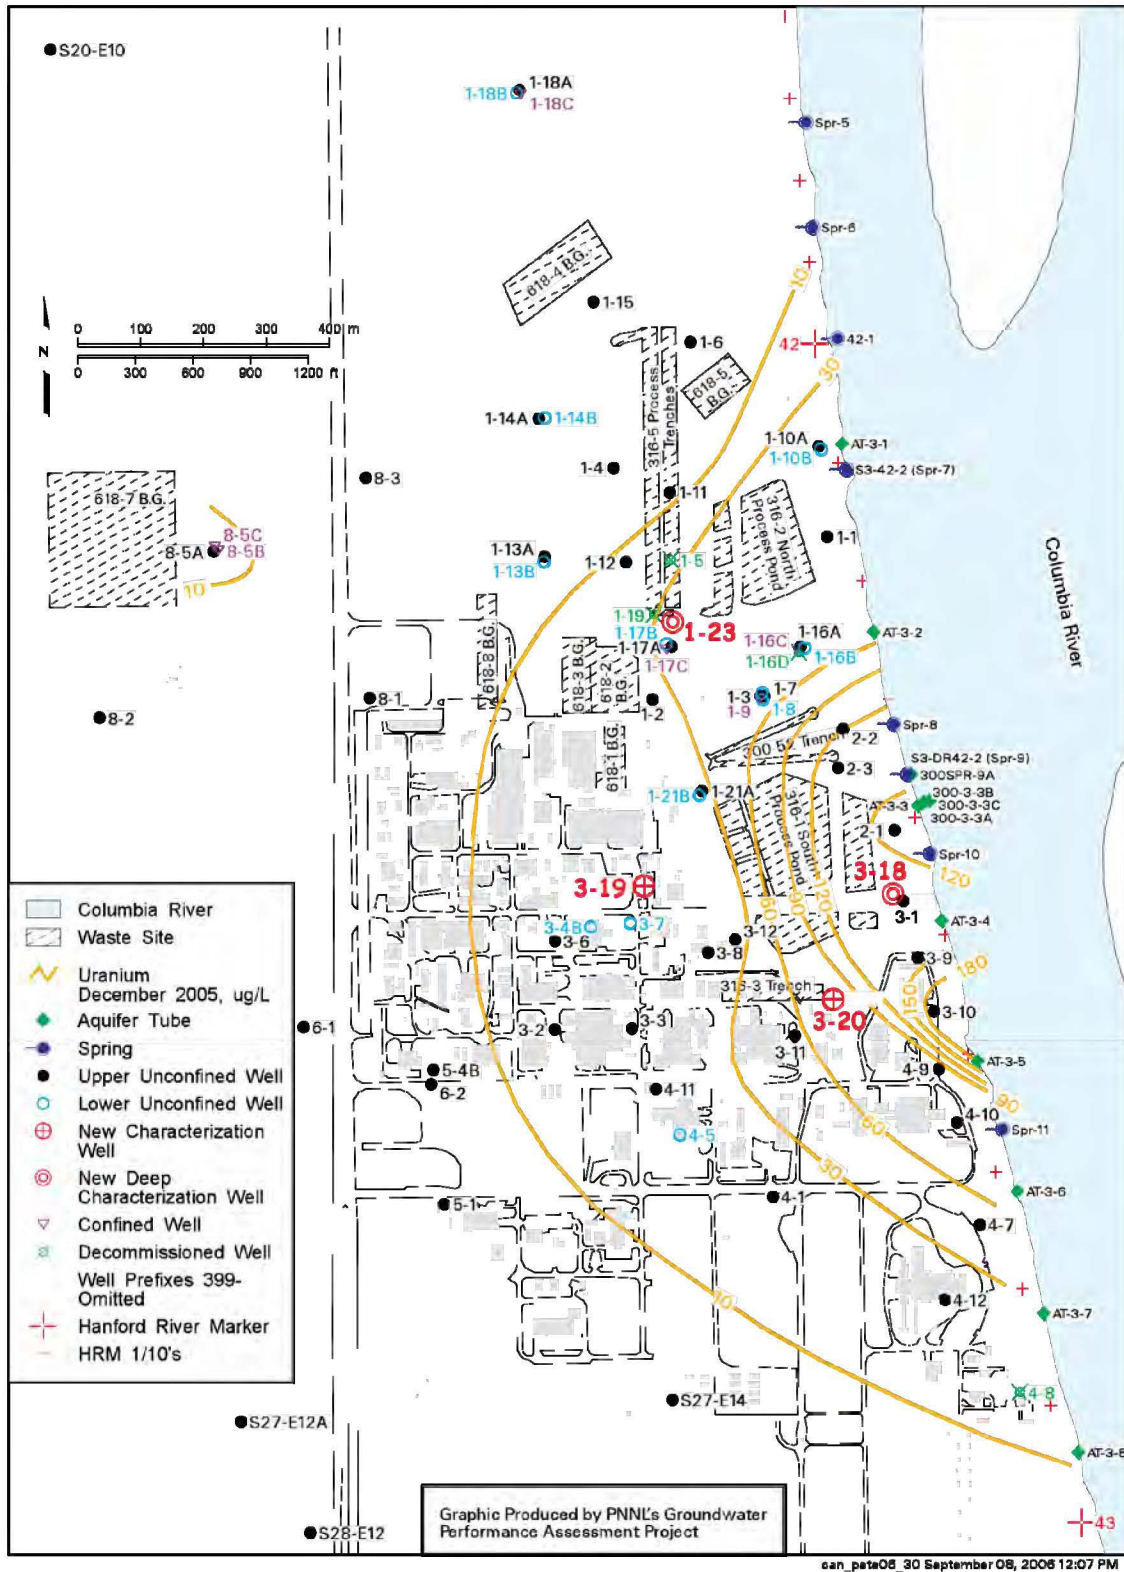 S20-E10
1-18A
1-18B
1-18C
Spr-5
Spr-6
618-4 B.G.
1-15
10
0 100 200 400 m
N
0 300 600 900 1200 ft
1-6
42
42-1
618-5 B.G.
30
316-5 Process Trenches
1-14A 1-14B
1-10A
1-10B
AT-3-1
S3-42-2 (Spr-7)
1-4
8-3
618-7 B.G.
1-11
316-2 North Process Pond
1-1
8-5C
8-5A 8-5B
10
1-13A
1-13B
1-12
1-5
Columbia River
1-19
1-23
1-17B
1-17A
1-17C
1-16C 1-16A
1-16D 1-16B
AT-3-2
618-8 B.G.
618-3 B.G.
618-2 B.G.
8-1
8-2
1-2
1-3 1-7
1-9 1-8
Spr-8
2-2
618-1 B.G.
2-3
S3-DR42-2 (Spr-9)
300SPR-9A
1-21A
1-21B
316-1 South Process Pond
300-3-3B
AT-3-3 300-3-3C
300-3-3A
2-1
Spr-10
120
3-18
3-19
3-1
AT-3-4
60 90 120
3-4B 3-7
3-6
3-12
3-8
3-9
180
316-3 Trench
150
3-20
3-10
6-1
3-2
3-3
3-11
AT-3-5
5-4B
6-2
4-9
4-11
90
4-10
4-5
60
Spr-11
30
AT-3-6
5-1
4-1
4-7
10
4-12
AT-3-7
4-8
S27-E14
S27-E12A
AT-3-8
43
S28-E12
Columbia River
Waste Site
Uranium
December 2005, ug/L
Aquifer Tube
Spring
Upper Unconfined Well
Lower Unconfined Well
New Characterization
Well
New Deep
Characterization Well
Confined Well
Decommissioned Well
Well Prefixes 399-
Omitted
Hanford River Marker
HRM 1/10's
Graphic Produced by PNNL's Groundwater
Performance Assessment Project
can_pete06_30 September 08, 2006 12:07 PM